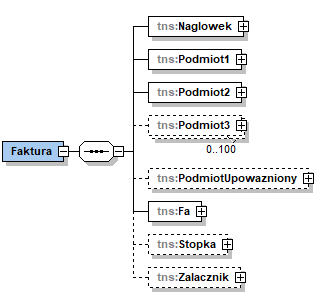 tns:Naglowek
tns:Podmiot1
tns:Podmiot2
tns:Podmiot3
0..100
Faktura
tns:PodmiotUpowazniony
tns:Fa
tns:Stopka
tns:Zalacznik